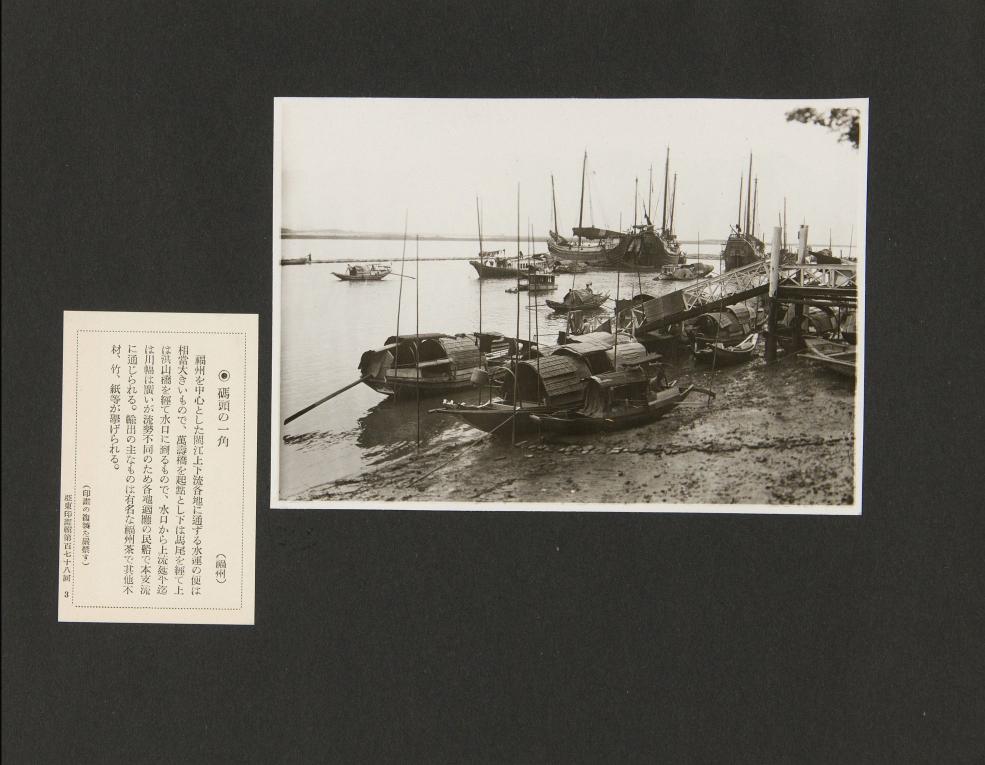 ◉ 碼頭の一角
（福州）
福州を中心とした閩江上下流各地に通ずる水運の便は
相當大きいもので、萬壽橋を起點とし下は馬尾を經て上
は洪山橋を經て水口に到るもので、水口から上流延平迄
は川幅は廣いが流勢不同のため各種適應の民船で本支流
に通じられる。輸出の主なものは有名な福州茶で其他木
材、竹、紙等が擧げられる。
（印畫の複製を嚴禁す）
亞東印畫輯第百七十八回 3